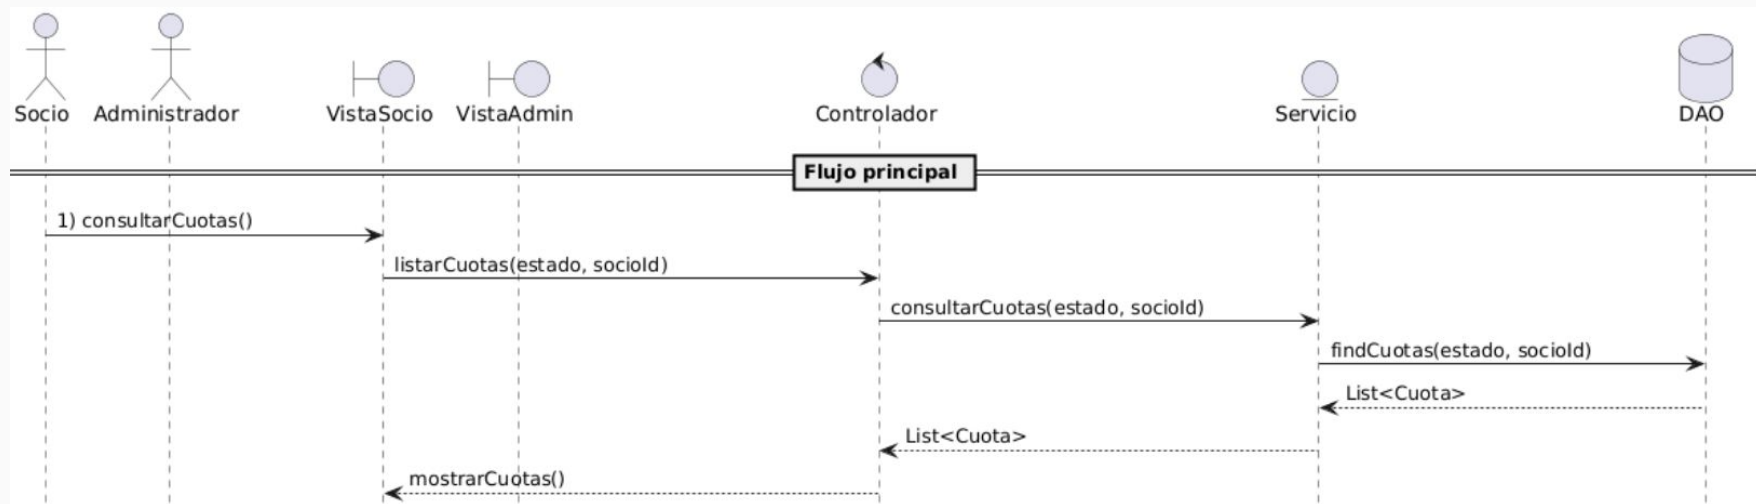 Socio
Administrador
VistaSocio
VistaAdmin
Controlador
Servicio
DAO
Flujo principal
1) consultarCuotas()
listarCuotas(estado, socioId)
consultarCuotas(estado, socioId)
findCuotas(estado, socioId)
List<Cuota>
List<Cuota>
mostrarCuotas()